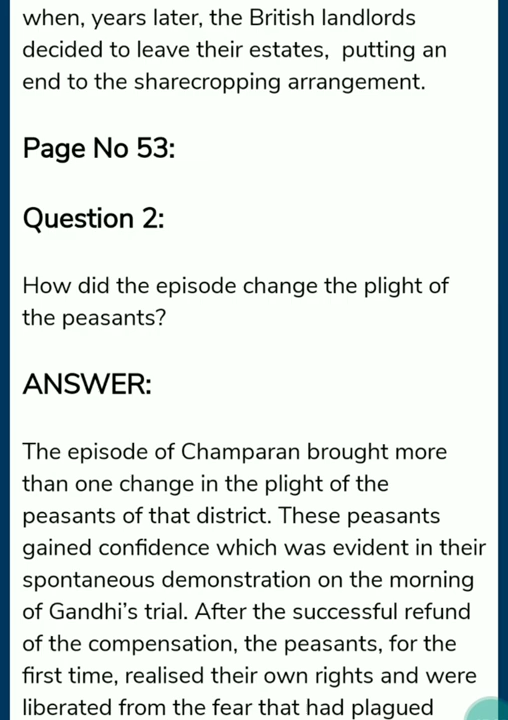 when, years later, the British landlords
decided to leave their estates, putting an
end to the sharecropping arrangement.
Page No 53:
Question 2:
How did the episode change the plight of
the peasants?
ANSWER:
The episode of Champaran brought more
than one change in the plight of the
peasants of that district. These peasants
gained confidence which was evident in their
spontaneous demonstration on the morning
of Gandhi’s trial. After the successful refund
of the compensation, the peasants, for the
first time, realised their own rights and were
liberated from the fear that had plagued